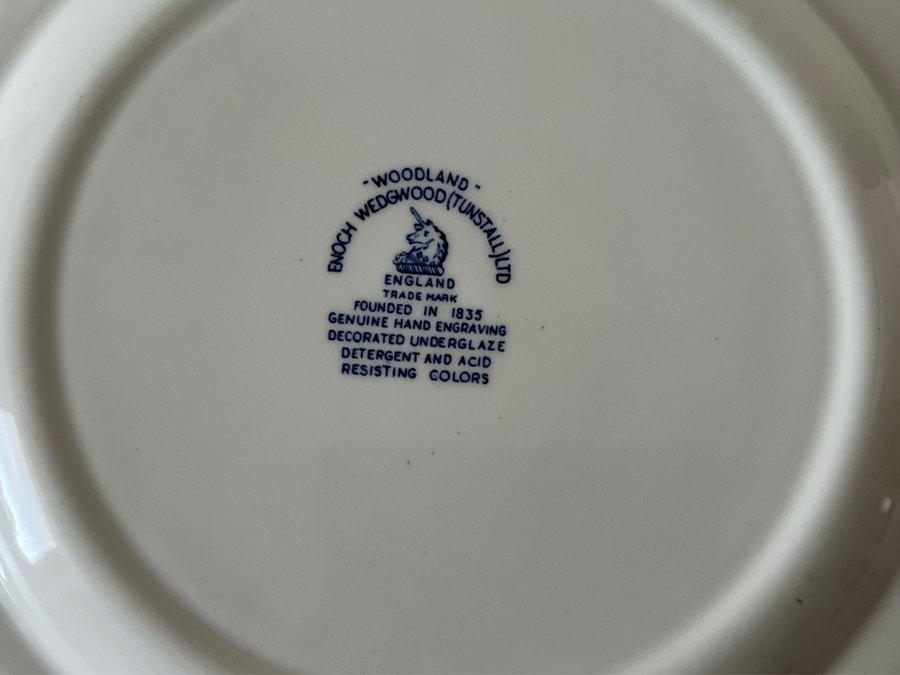 "WOODLAND"
ENOCH WEDGWOOD (TUNSTALL) LTD
ENGLAND
TRADE MARK
FOUNDED IN 1835
GENUINE HAND ENGRAVING
DECORATED UNDERGLAZE
DETERGENT AND ACID
RESISTING COLORS